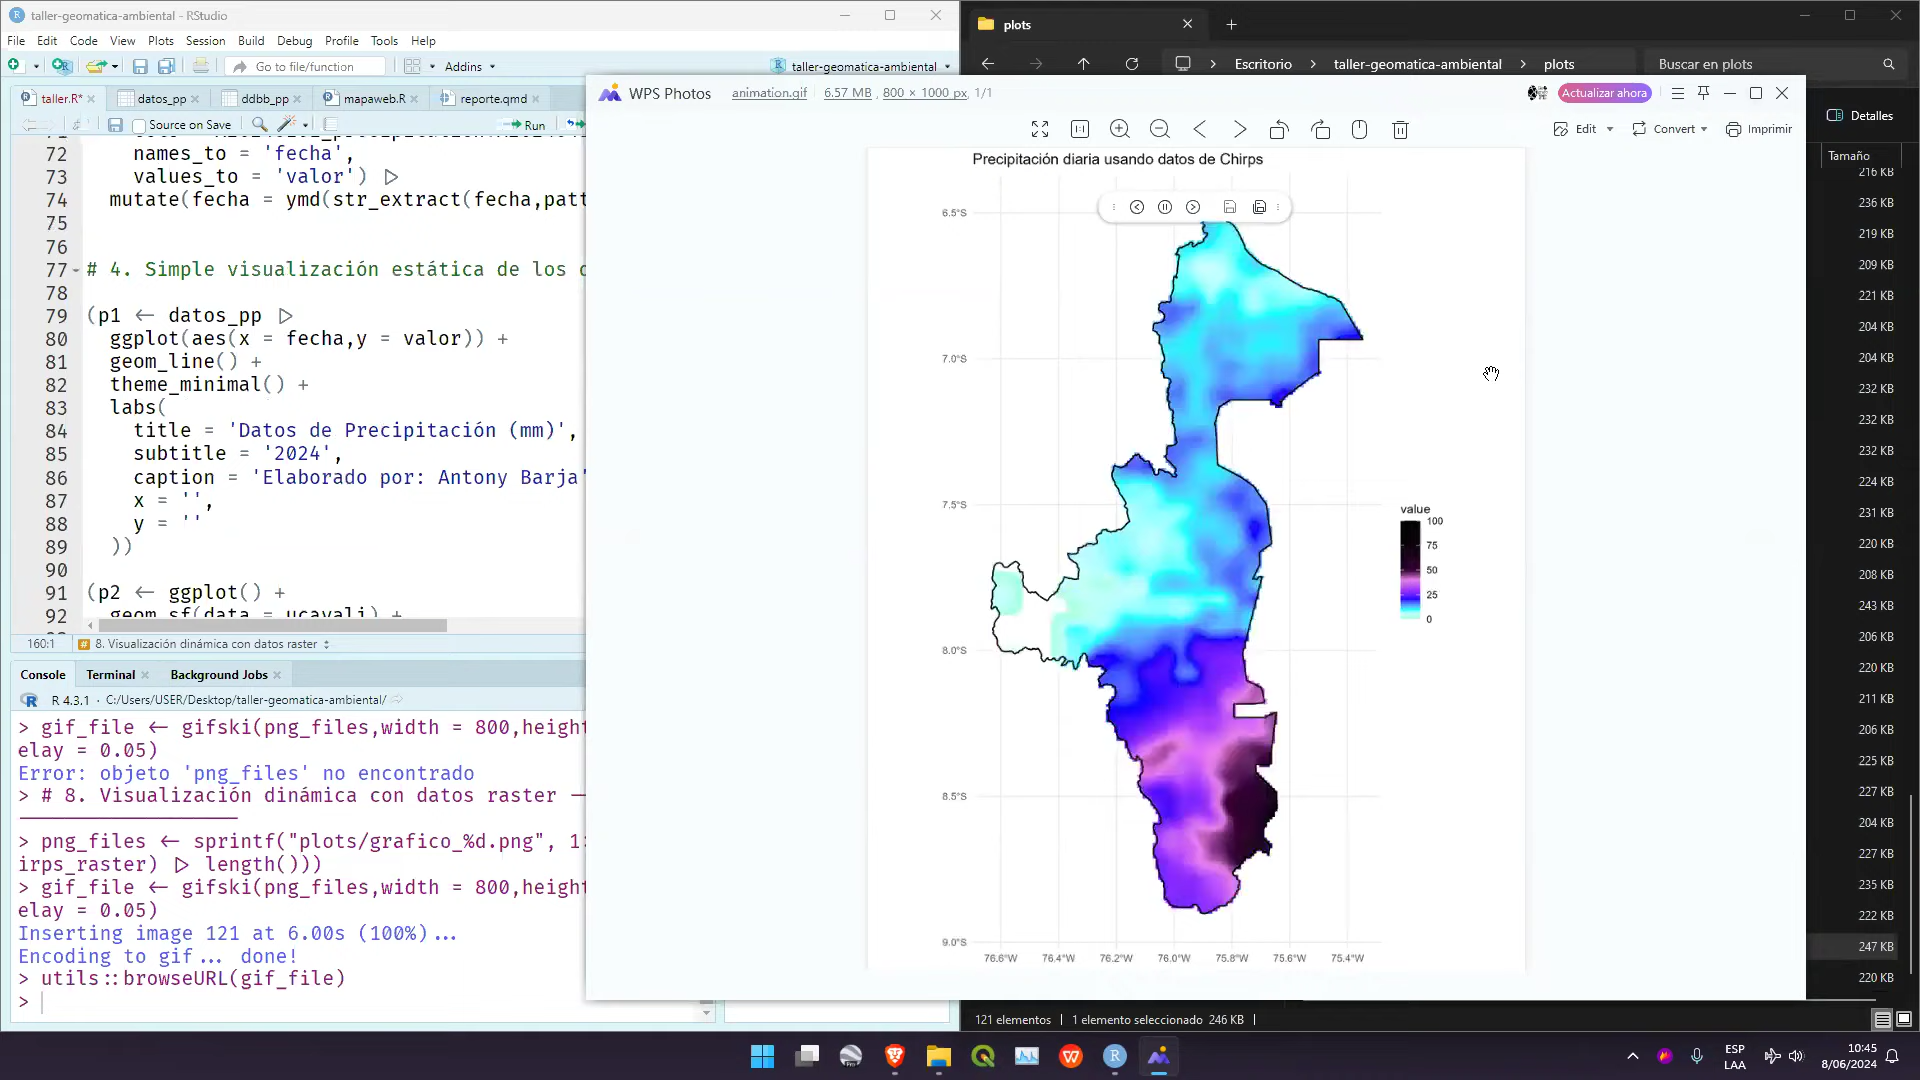 taller-geomatica-ambiental - RStudio
File Edit Code View Plots Session Build Debug Profile Tools Help
Go to file/function
Addins
taller-geomatica-ambiental
taller.R*
datos_pp
ddbb_pp
mapaweb.R
reporte.qmd
Source on Save
Run
72 names_to = 'fecha',
73 values_to = 'valor') ▷
74 mutate(fecha = ymd(str_extract(fecha,patt
75
76
77 # 4. Simple visualización estática de los
78
79 (p1 ← datos_pp ▷
80 ggplot(aes(x = fecha,y = valor)) +
81 geom_line() +
82 theme_minimal() +
83 labs(
84 title = 'Datos de Precipitación (mm)',
85 subtitle = '2024',
86 caption = 'Elaborado por: Antony Barja'
87 x = '',
88 y = ''
89 ))
90
91 (p2 ← ggplot() +
92 geom_sf(data = ucayali) +
160:1
8. Visualización dinámica con datos raster
Console
Terminal
Background Jobs
R 4.3.1 · C:/Users/USER/Desktop/taller-geomatica-ambiental/
> gif_file ← gifski(png_files,width = 800,height
elay = 0.05)
Error: objeto 'png_files' no encontrado
> # 8. Visualización dinámica con datos raster —
> png_files ← sprintf("plots/grafico_%d.png", 1:
irps_raster) ▷ length()))
> gif_file ← gifski(png_files,width = 800,height
elay = 0.05)
Inserting image 121 at 6.00s (100%)...
Encoding to gif... done!
> utils::browseURL(gif_file)
>
plots
Escritorio > taller-geomatica-ambiental > plots
Buscar en plots
Detalles
Tamaño
WPS Photos
animation.gif
6.57 MB , 800 × 1000 px, 1/1
Actualizar ahora
Edit
Convert
Imprimir
Precipitación diaria usando datos de Chirps
6.5°S
7.0°S
7.5°S
8.0°S
8.5°S
9.0°S
76.6°W 76.4°W 76.2°W 76.0°W 75.8°W 75.6°W 75.4°W
value
100
75
50
25
0
216 KB
236 KB
219 KB
209 KB
221 KB
204 KB
204 KB
232 KB
232 KB
232 KB
224 KB
231 KB
220 KB
208 KB
243 KB
206 KB
220 KB
211 KB
206 KB
225 KB
227 KB
204 KB
227 KB
235 KB
222 KB
247 KB
220 KB
121 elementos
1 elemento seleccionado 246 KB
ESP
LAA
10:45
8/06/2024